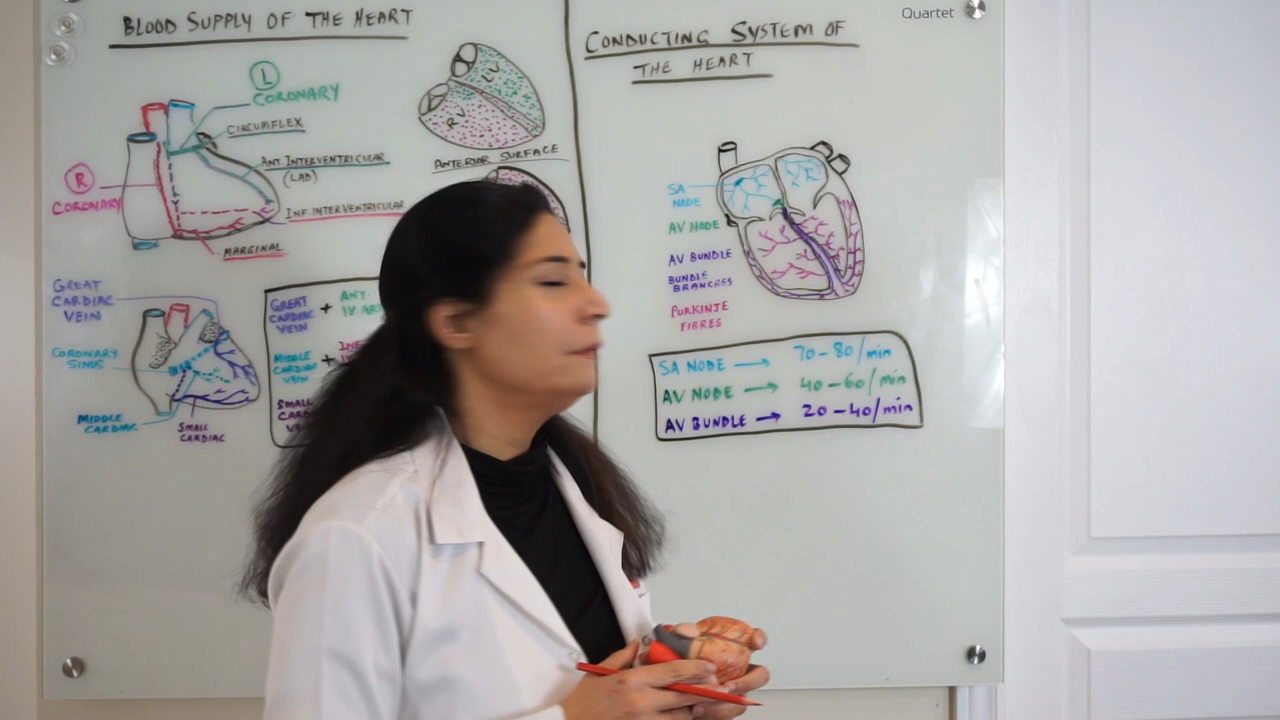 BLOOD SUPPLY OF THE HEART
L
CORONARY
CIRCUMFLEX
ANT INTERVENTRICULAR
(LAD)
R
CORONARY
INF. INTERVENTRICULAR
MARGINAL
LV
RV
ANTERIOR SURFACE
GREAT
CARDIAC
VEIN
CORONARY
SINUS
MIDDLE
CARDIAC
SMALL
CARDIAC
GREAT
CARDIAC
VEIN
+
ANT.
MIDDLE
CARDIAC
VEIN
+
SMALL
Quartet
CONDUCTING SYSTEM OF
THE HEART
SA
NODE
AV NODE
AV BUNDLE
BUNDLE
BRANCHES
PURKINJE
FIBRES
SA NODE → 70-80/min
AV NODE → 40-60/min
AV BUNDLE → 20-40/min